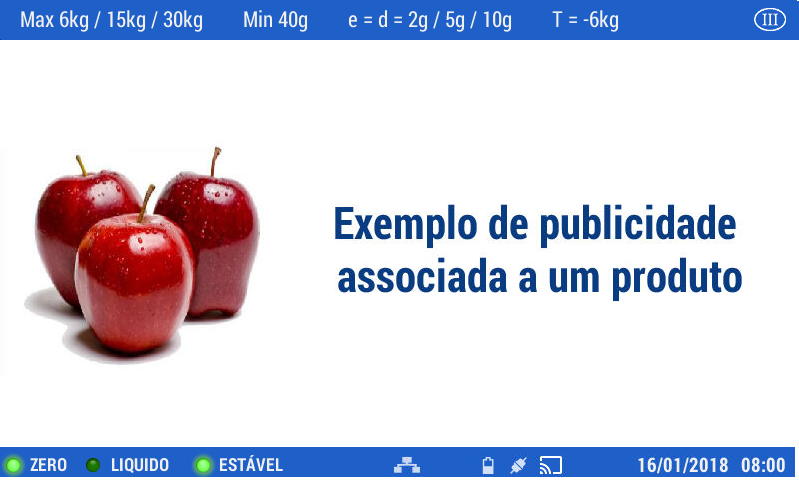 Max 6kg / 15kg / 30kg Min 40g e = d = 2g / 5g / 10g T = -6kg III
Exemplo de publicidade
associada a um produto
ZERO LIQUIDO ESTÁVEL 16/01/2018 08:00